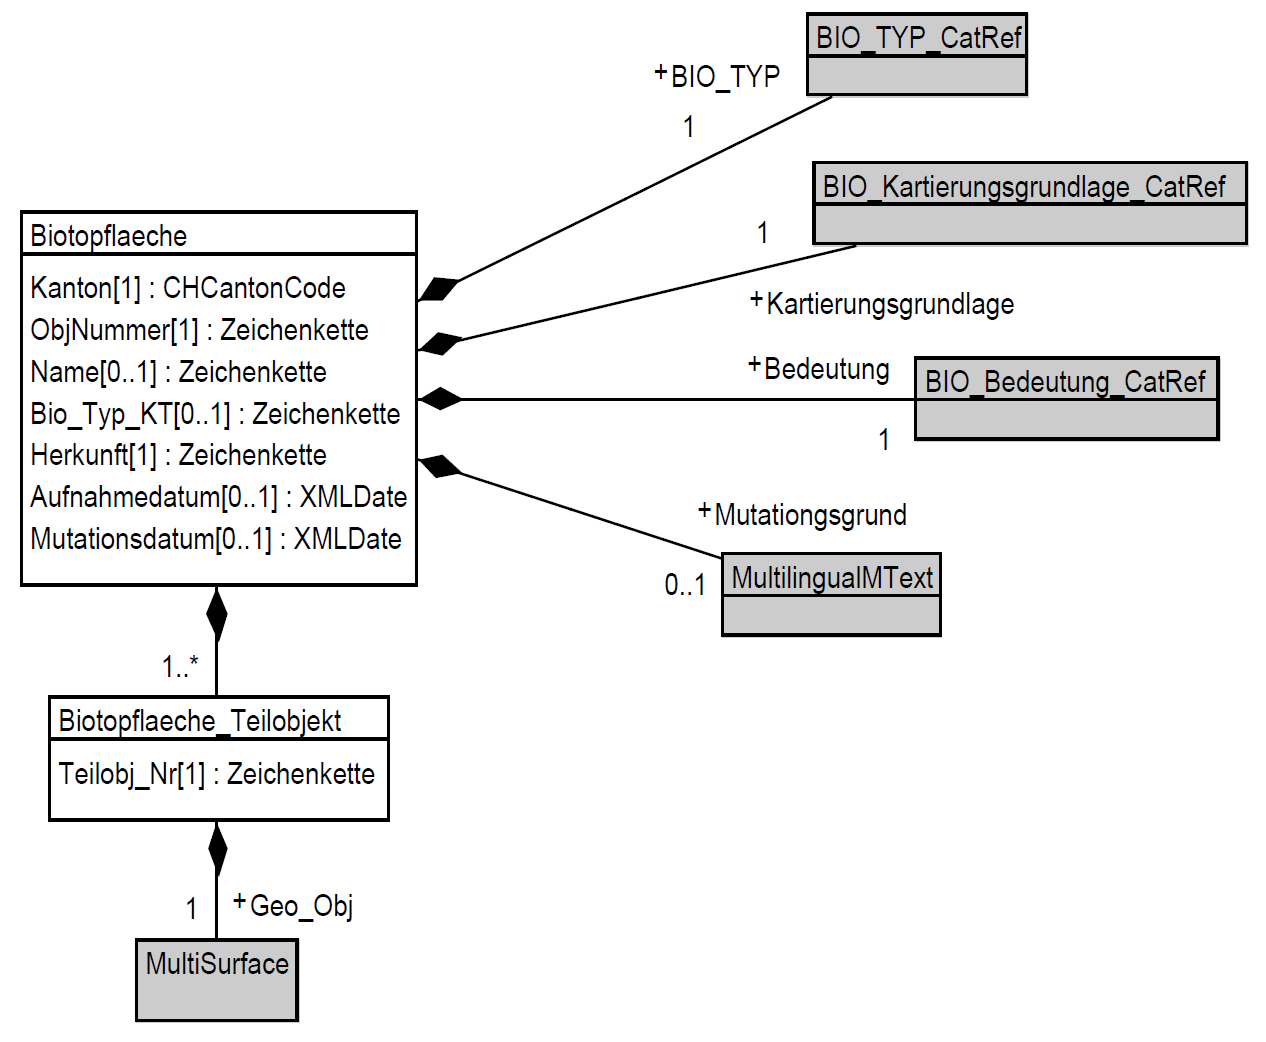 BIO_TYP_CatRef
+BIO_TYP
1
BIO_Kartierungsgrundlage_CatRef
1
+Kartierungsgrundlage
Biotopflaeche
Kanton[1] : CHCantonCode
ObjNummer[1] : Zeichenkette
Name[0..1] : Zeichenkette
Bio_Typ_KT[0..1] : Zeichenkette
Herkunft[1] : Zeichenkette
Aufnahmedatum[0..1] : XMLDate
Mutationsdatum[0..1] : XMLDate
+Bedeutung
BIO_Bedeutung_CatRef
1
+Mutationgsgrund
0..1
MultilingualMText
1..*
Biotopflaeche_Teilobjekt
Teilobj_Nr[1] : Zeichenkette
1
+Geo_Obj
MultiSurface